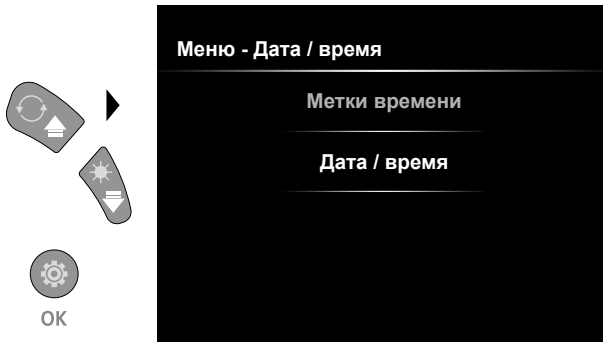 Меню - Дата / время
Метки времени
Дата / время
OK